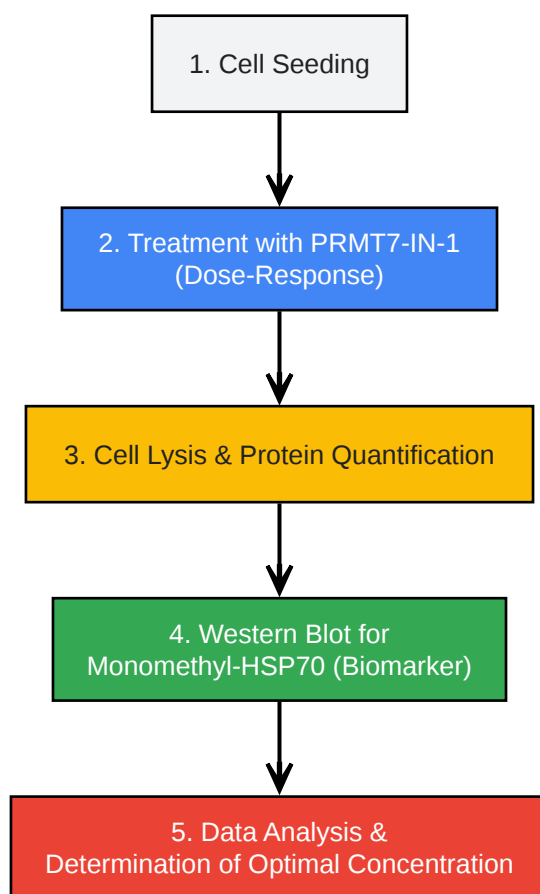 1. Cell Seeding
2. Treatment with PRMT7-IN-1
(Dose-Response)
3. Cell Lysis & Protein Quantification
4. Western Blot for
Monomethyl-HSP70 (Biomarker)
5. Data Analysis &
Determination of Optimal Concentration